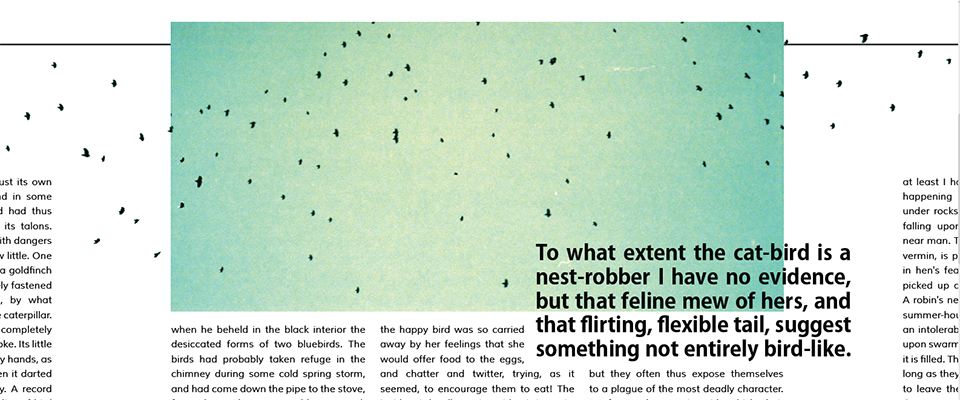 ust its own
nd in some
d had thus
its talons.
ith dangers
w little. One
a goldfinch
ely fastened
, by what
e caterpillar.
completely
oke. Its little
y hands, as
en it darted
y. A record
when he beheld in the black interior the
desiccated forms of two bluebirds. The
birds had probably taken refuge in the
chimney during some cold spring storm,
and had come down the pipe to the stove,
the happy bird was so carried
away by her feelings that she
would offer food to the eggs,
and chatter and twitter, trying, as it
seemed, to encourage them to eat! The
To what extent the cat-bird is a
nest-robber I have no evidence,
but that feline mew of hers, and
that flirting, flexible tail, suggest
something not entirely bird-like.
but they often thus expose themselves
to a plague of the most deadly character.
at least I ha
happening
under rocks
falling upon
near man. T
vermin, is p
in hen's fea
picked up c
A robin's ne
summer-hou
an intolerab
upon swarm
it is filled. Th
long as they
to leave the